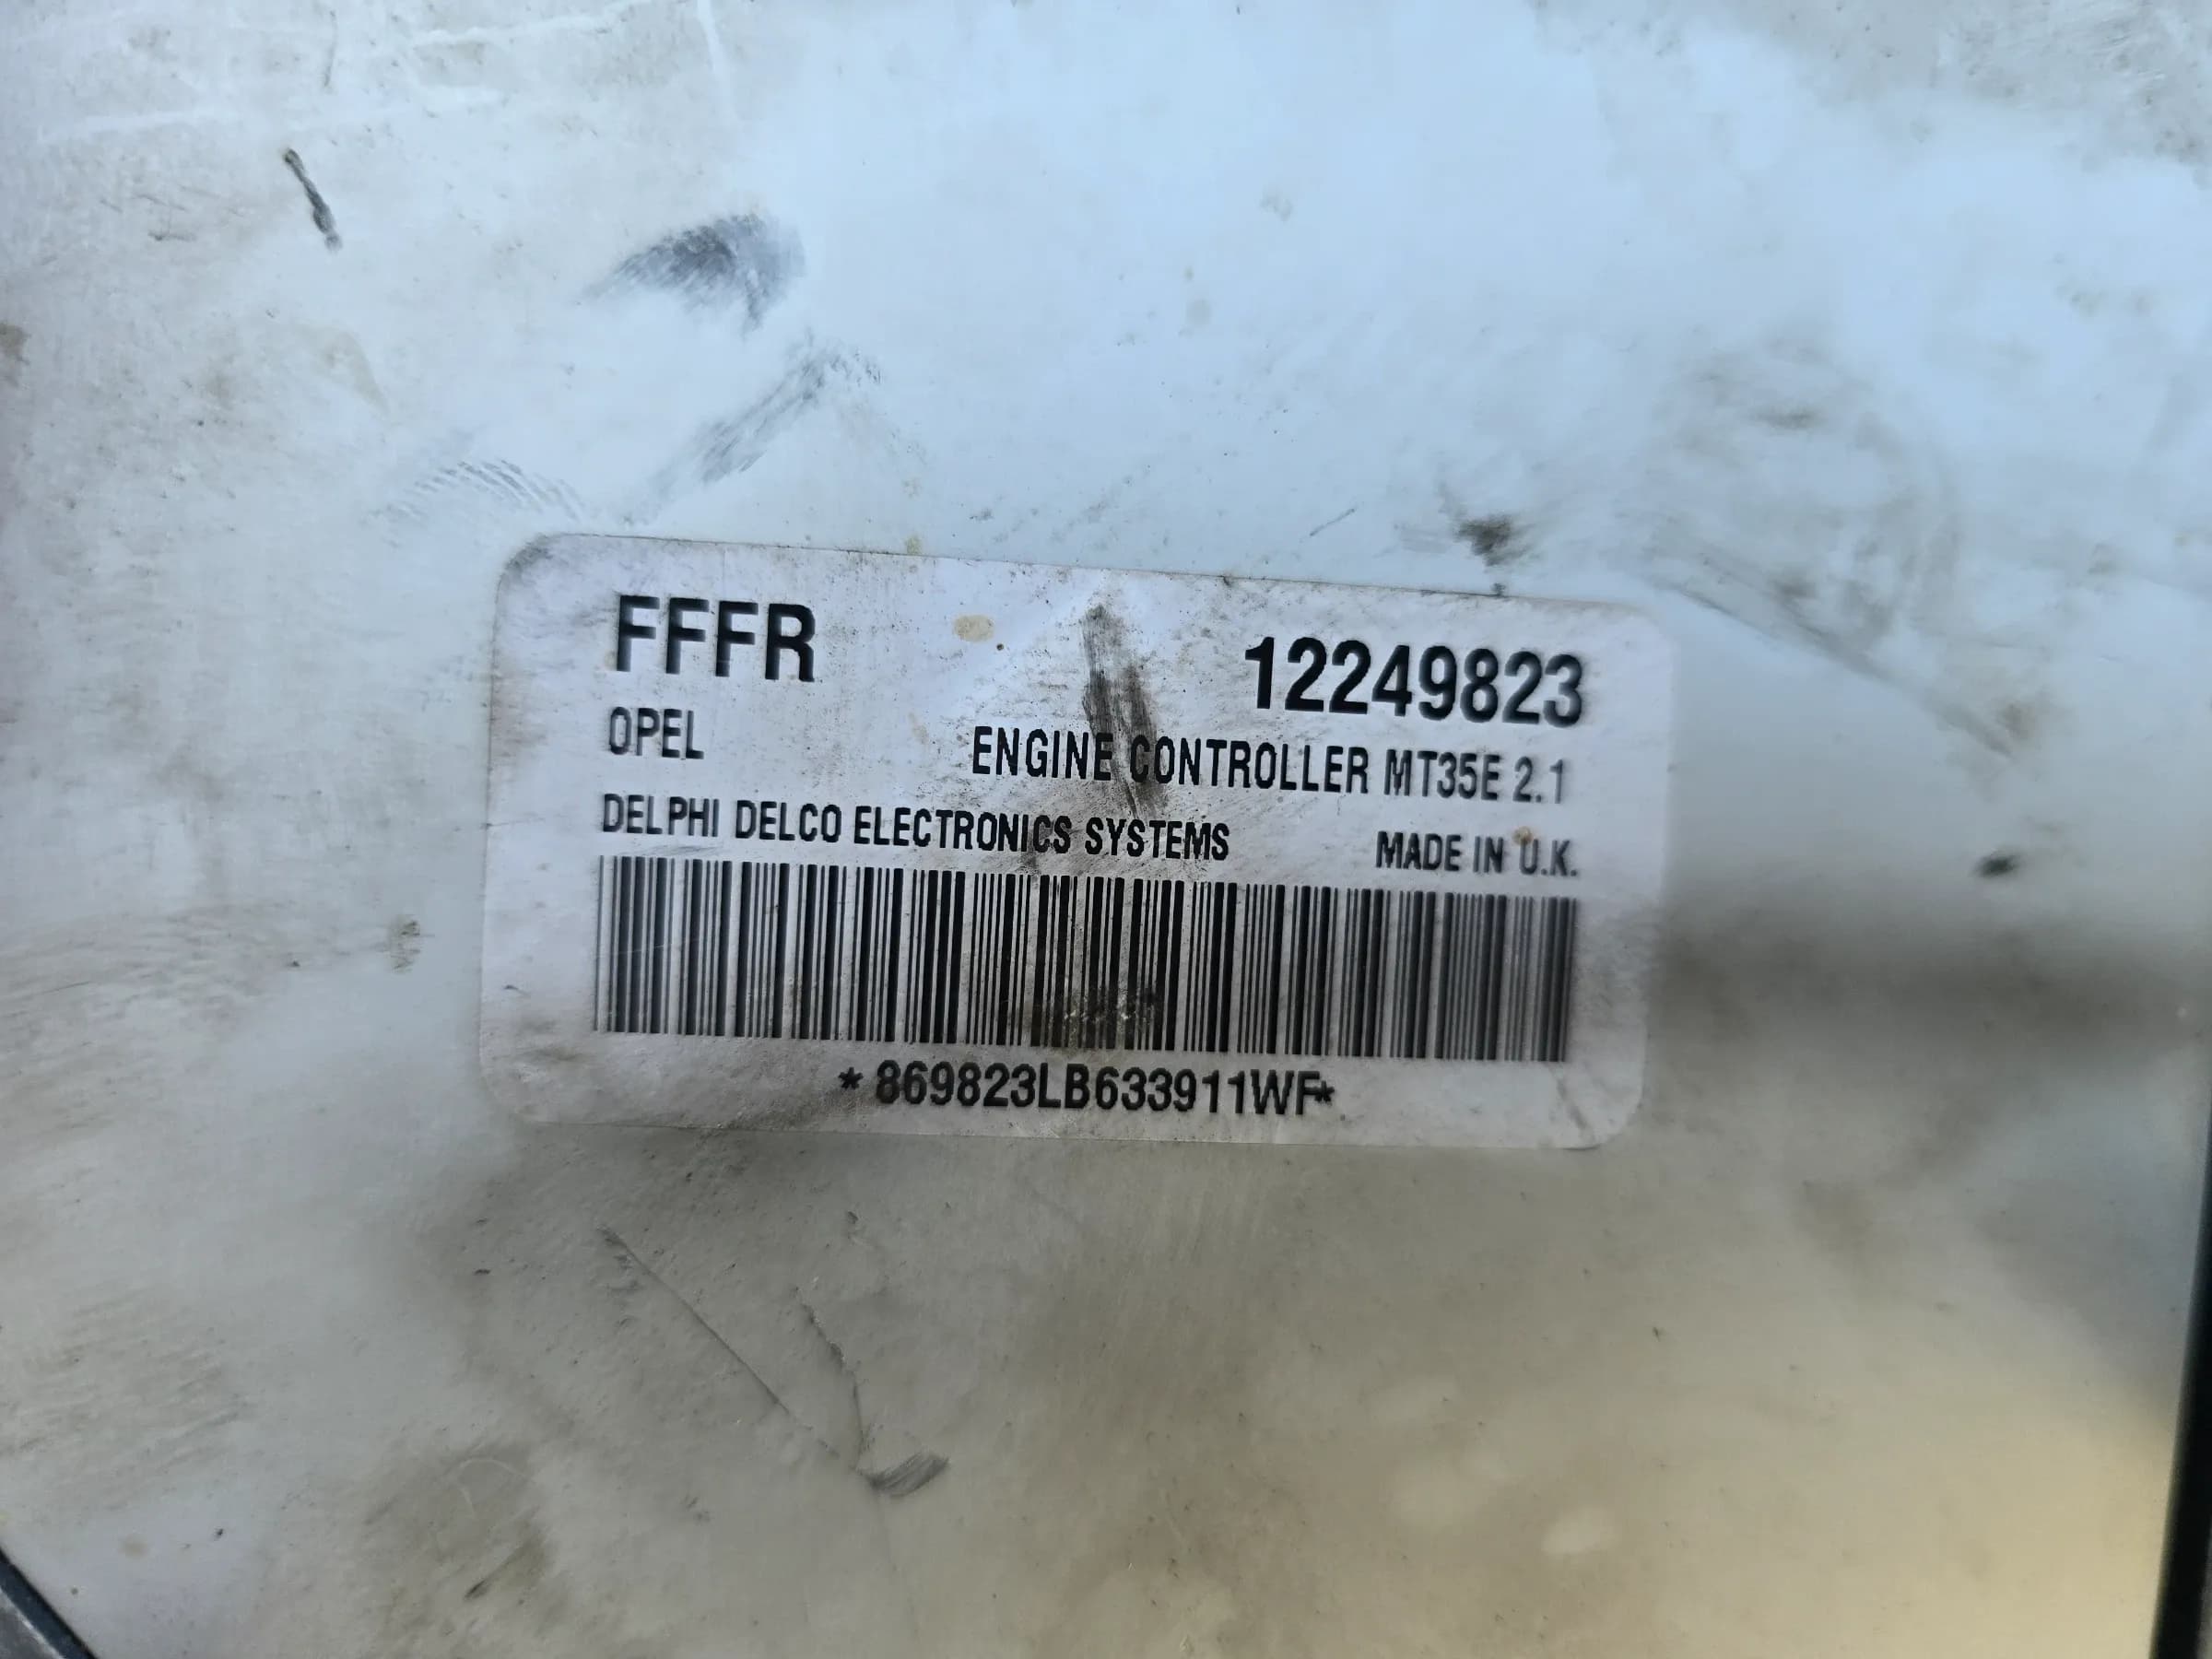 FFFR 12249823
OPEL ENGINE CONTROLLER MT35E 2.1
DELPHI DELCO ELECTRONICS SYSTEMS MADE IN U.K.
*869823LB633911WF*